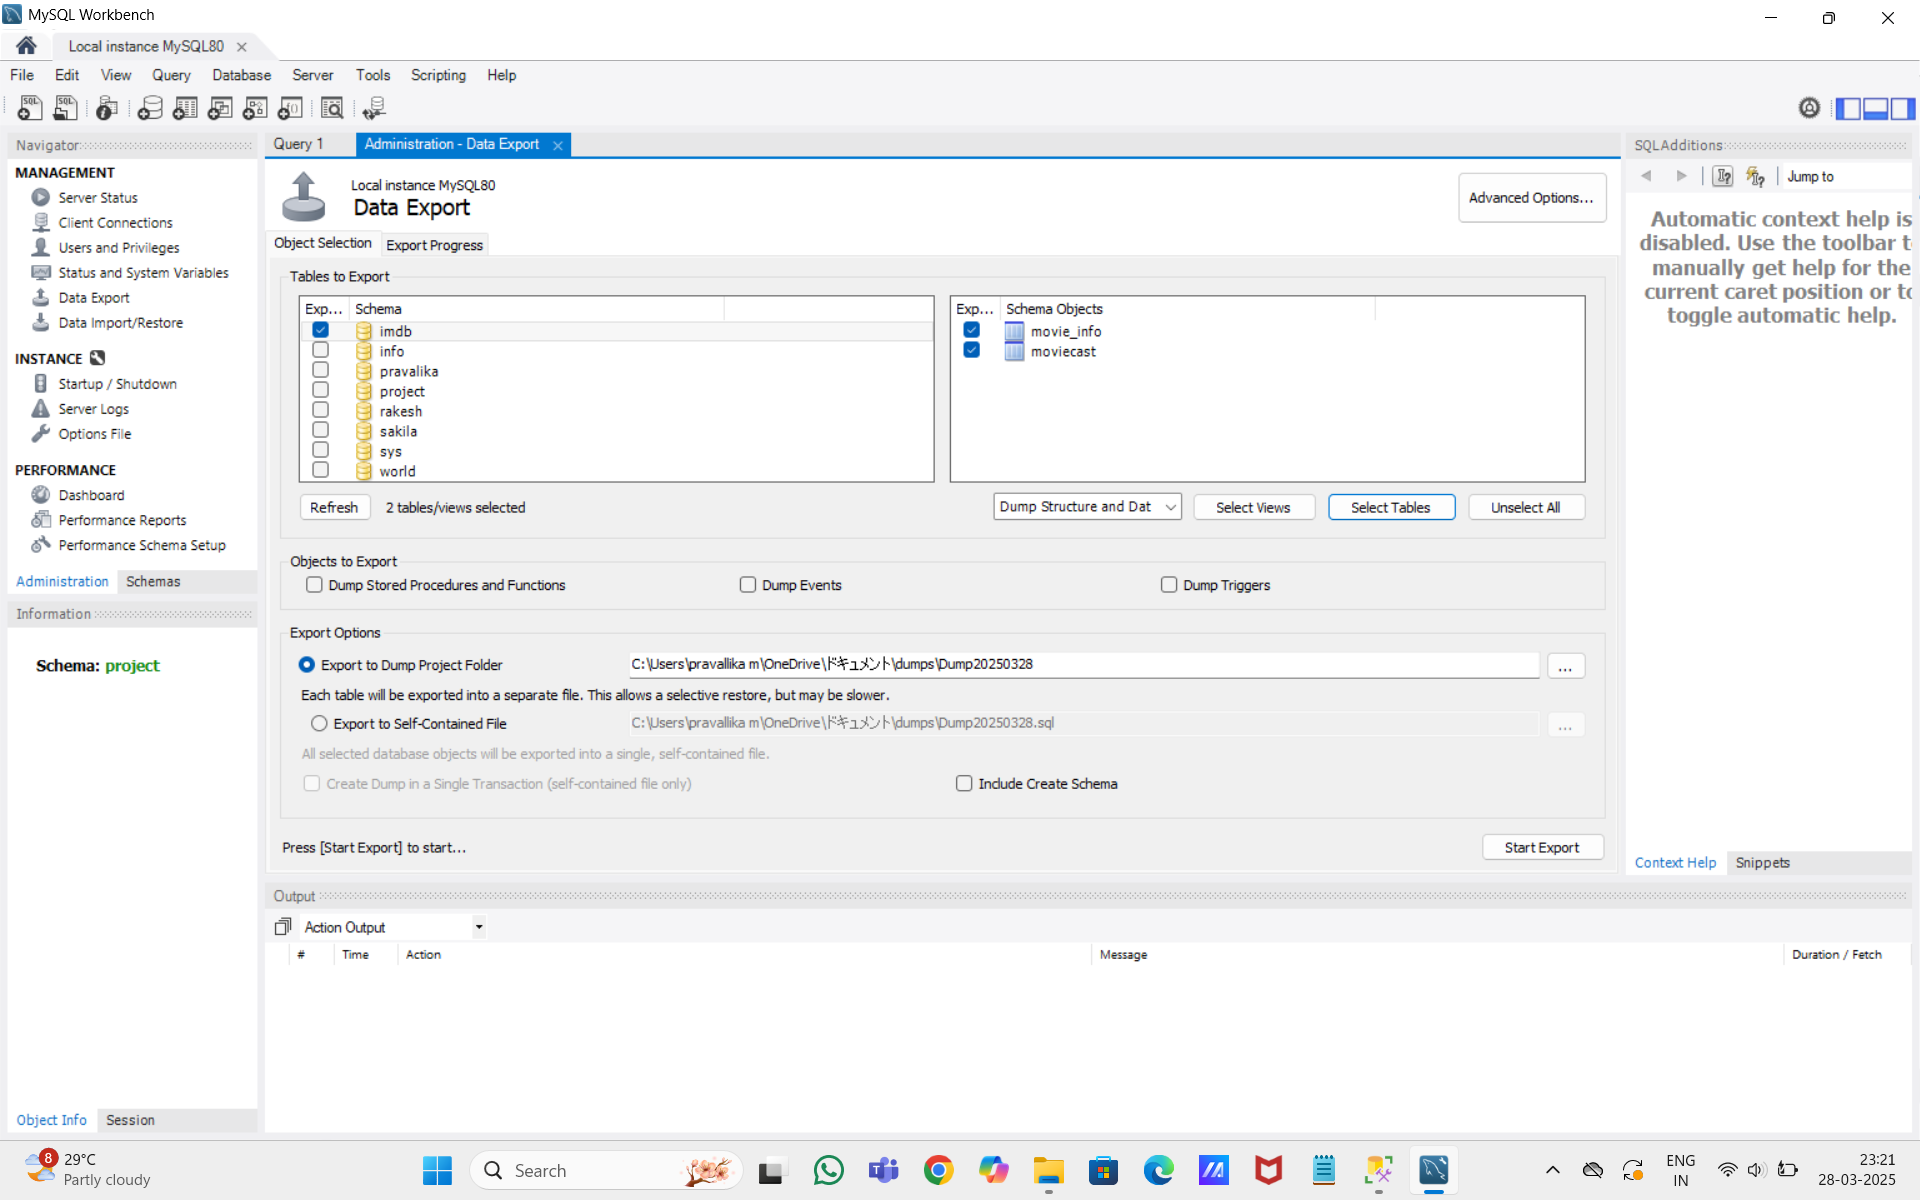 MySQL Workbench
Local instance MySQL80
File Edit View Query Database Server Tools Scripting Help
Navigator
MANAGEMENT
Server Status
Client Connections
Users and Privileges
Status and System Variables
Data Export
Data Import/Restore
INSTANCE
Startup / Shutdown
Server Logs
Options File
PERFORMANCE
Dashboard
Performance Reports
Performance Schema Setup
Administration Schemas
Information
Schema: project
Object Info Session
Query 1 Administration - Data Export
Local instance MySQL80
Data Export
Advanced Options...
Object Selection Export Progress
Tables to Export
Exp... Schema
imdb
info
pravalika
project
rakesh
sakila
sys
world
Exp... Schema Objects
movie_info
moviecast
Refresh 2 tables/views selected Dump Structure and Dat Select Views Select Tables Unselect All
Objects to Export
Dump Stored Procedures and Functions Dump Events Dump Triggers
Export Options
Export to Dump Project Folder C:\Users\pravallika m\OneDrive\ドキュメント\dumps\Dump20250328 ...
Each table will be exported into a separate file. This allows a selective restore, but may be slower.
Export to Self-Contained File C:\Users\pravallika m\OneDrive\ドキュメント\dumps\Dump20250328.sql ...
All selected database objects will be exported into a single, self-contained file.
Create Dump in a Single Transaction (self-contained file only) Include Create Schema
Press [Start Export] to start... Start Export
SQLAdditions
Jump to
Automatic context help is
disabled. Use the toolbar t
manually get help for the
current caret position or to
toggle automatic help.
Context Help Snippets
Output
Action Output
# Time Action Message Duration / Fetch
8
29°C
Partly cloudy
Search
ENG
IN
23:21
28-03-2025